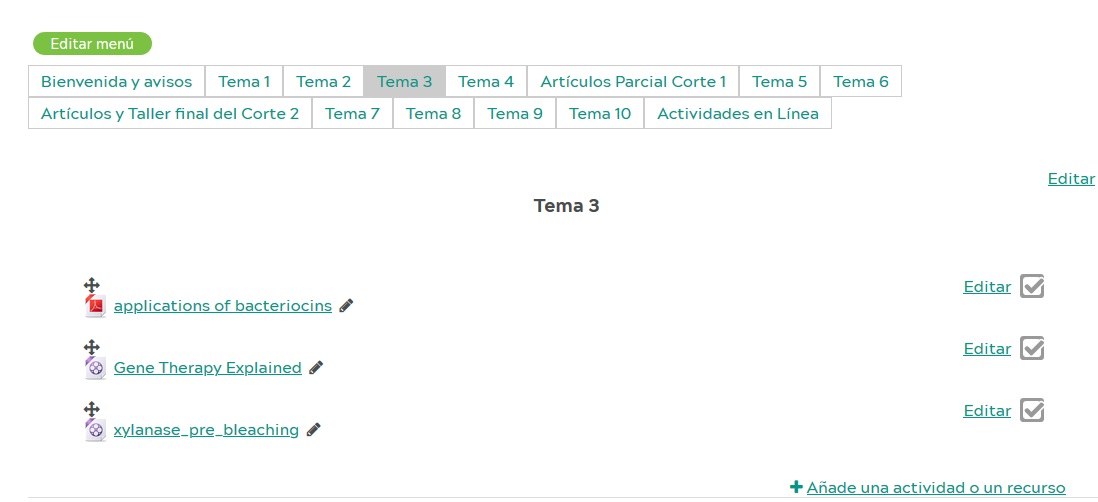 Editar menú
Bienvenida y avisos Tema 1 Tema 2 Tema 3 Tema 4 Artículos Parcial Corte 1 Tema 5 Tema 6
Artículos y Taller final del Corte 2 Tema 7 Tema 8 Tema 9 Tema 10 Actividades en Línea
Editar
Tema 3
applications of bacteriocins Editar
Gene Therapy Explained Editar
xylanase_pre_bleaching Editar
Añade una actividad o un recurso